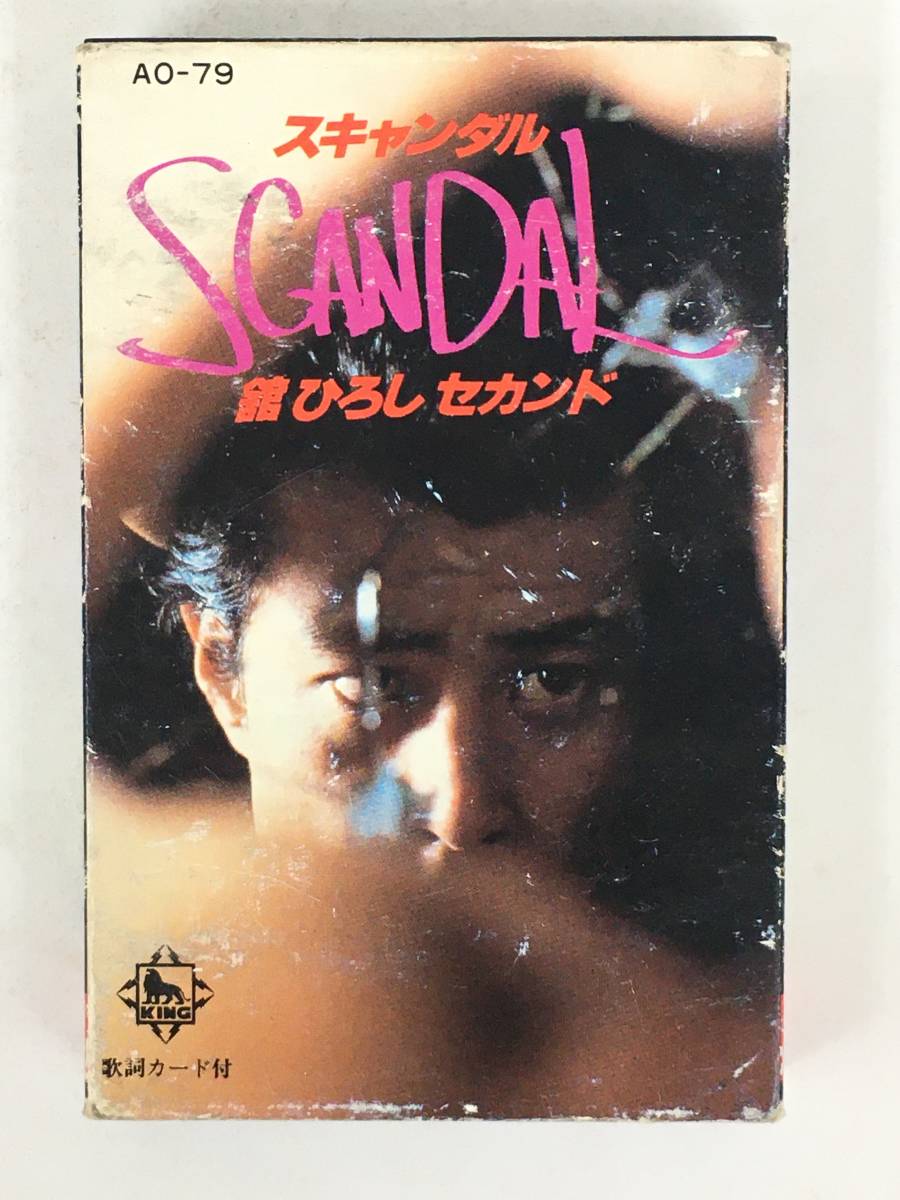 AO-79
スキャンダル
SCANDAL
舘ひろし セカンド
KING
歌詞カード付